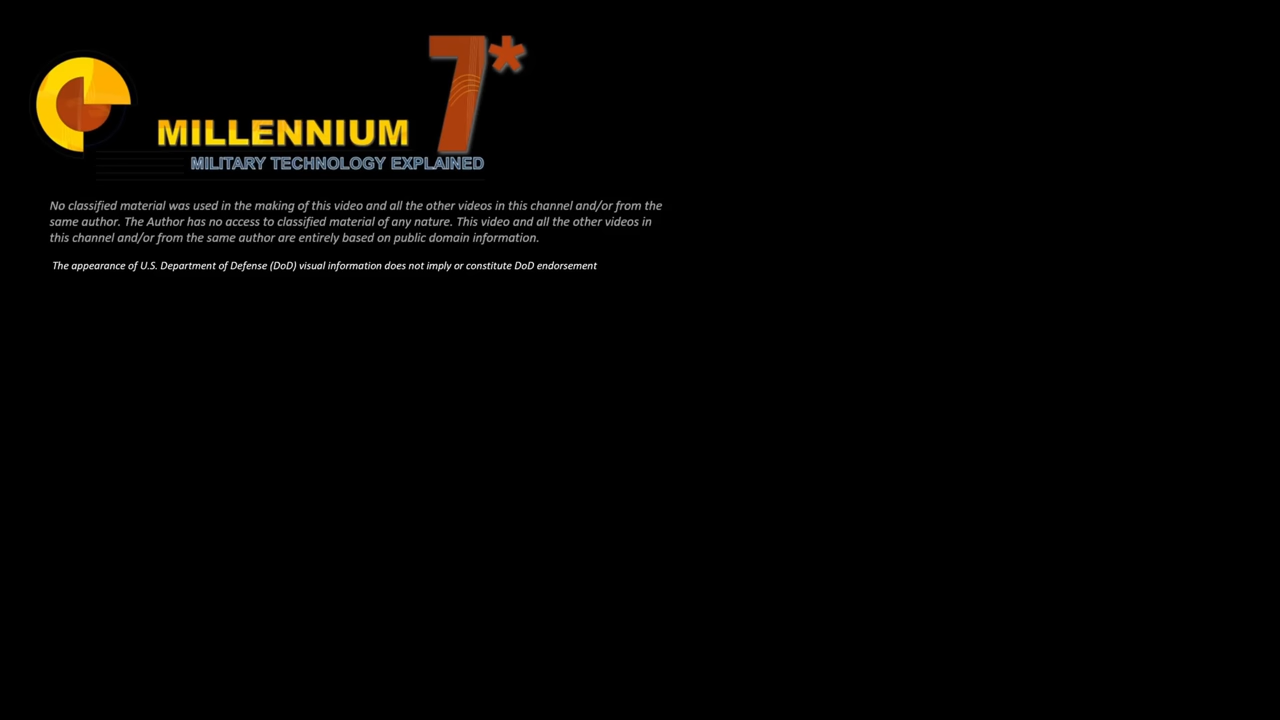 7*
MILLENNIUM
MILITARY TECHNOLOGY EXPLAINED
No classified material was used in the making of this video and all the other videos in this channel and/or from the
same author. The Author has no access to classified material of any nature. This video and all the other videos in
this channel and/or from the same author are entirely based on public domain information.
The appearance of U.S. Department of Defense (DoD) visual information does not imply or constitute DoD endorsement